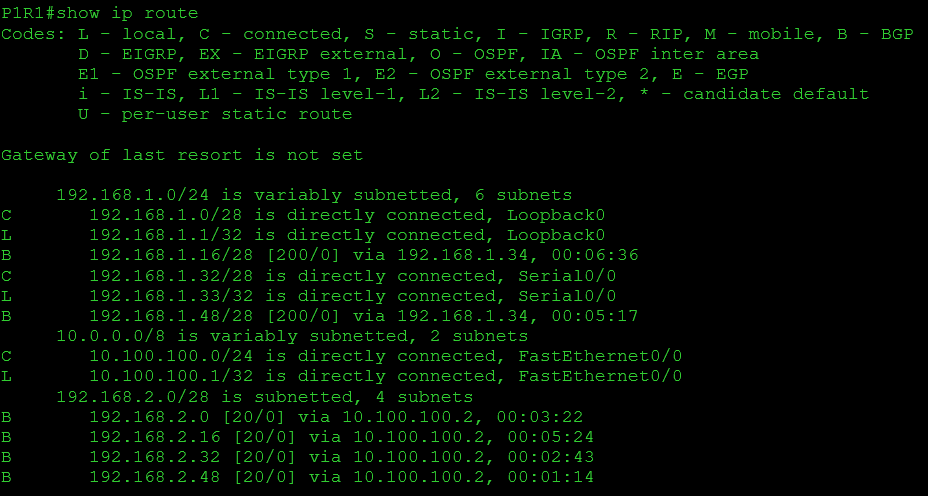 P1R1#show ip route
Codes: L - local, C - connected, S - static, I - IGRP, R - RIP, M - mobile, B - BGP
D - EIGRP, EX - EIGRP external, O - OSPF, IA - OSPF inter area
E1 - OSPF external type 1, E2 - OSPF external type 2, E - EGP
i - IS-IS, L1 - IS-IS level-1, L2 - IS-IS level-2, * - candidate default
U - per-user static route
Gateway of last resort is not set
192.168.1.0/24 is variably subnetted, 6 subnets
C 192.168.1.0/28 is directly connected, Loopback0
L 192.168.1.1/32 is directly connected, Loopback0
B 192.168.1.16/28 [200/0] via 192.168.1.34, 00:06:36
C 192.168.1.32/28 is directly connected, Serial0/0
L 192.168.1.33/32 is directly connected, Serial0/0
B 192.168.1.48/28 [200/0] via 192.168.1.34, 00:05:17
10.0.0.0/8 is variably subnetted, 2 subnets
C 10.100.100.0/24 is directly connected, FastEthernet0/0
L 10.100.100.1/32 is directly connected, FastEthernet0/0
192.168.2.0/28 is subnetted, 4 subnets
B 192.168.2.0 [20/0] via 10.100.100.2, 00:03:22
B 192.168.2.16 [20/0] via 10.100.100.2, 00:05:24
B 192.168.2.32 [20/0] via 10.100.100.2, 00:02:43
B 192.168.2.48 [20/0] via 10.100.100.2, 00:01:14